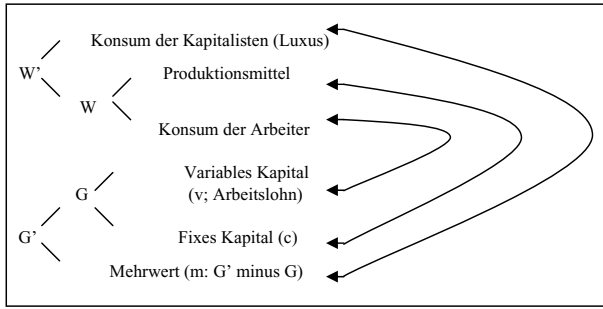 Konsum der Kapitalisten (Luxus)
W'
Produktionsmittel
W
Konsum der Arbeiter
Variables Kapital
G
(v; Arbeitslohn)
G'
Fixes Kapital (c)
Mehrwert (m: G' minus G)